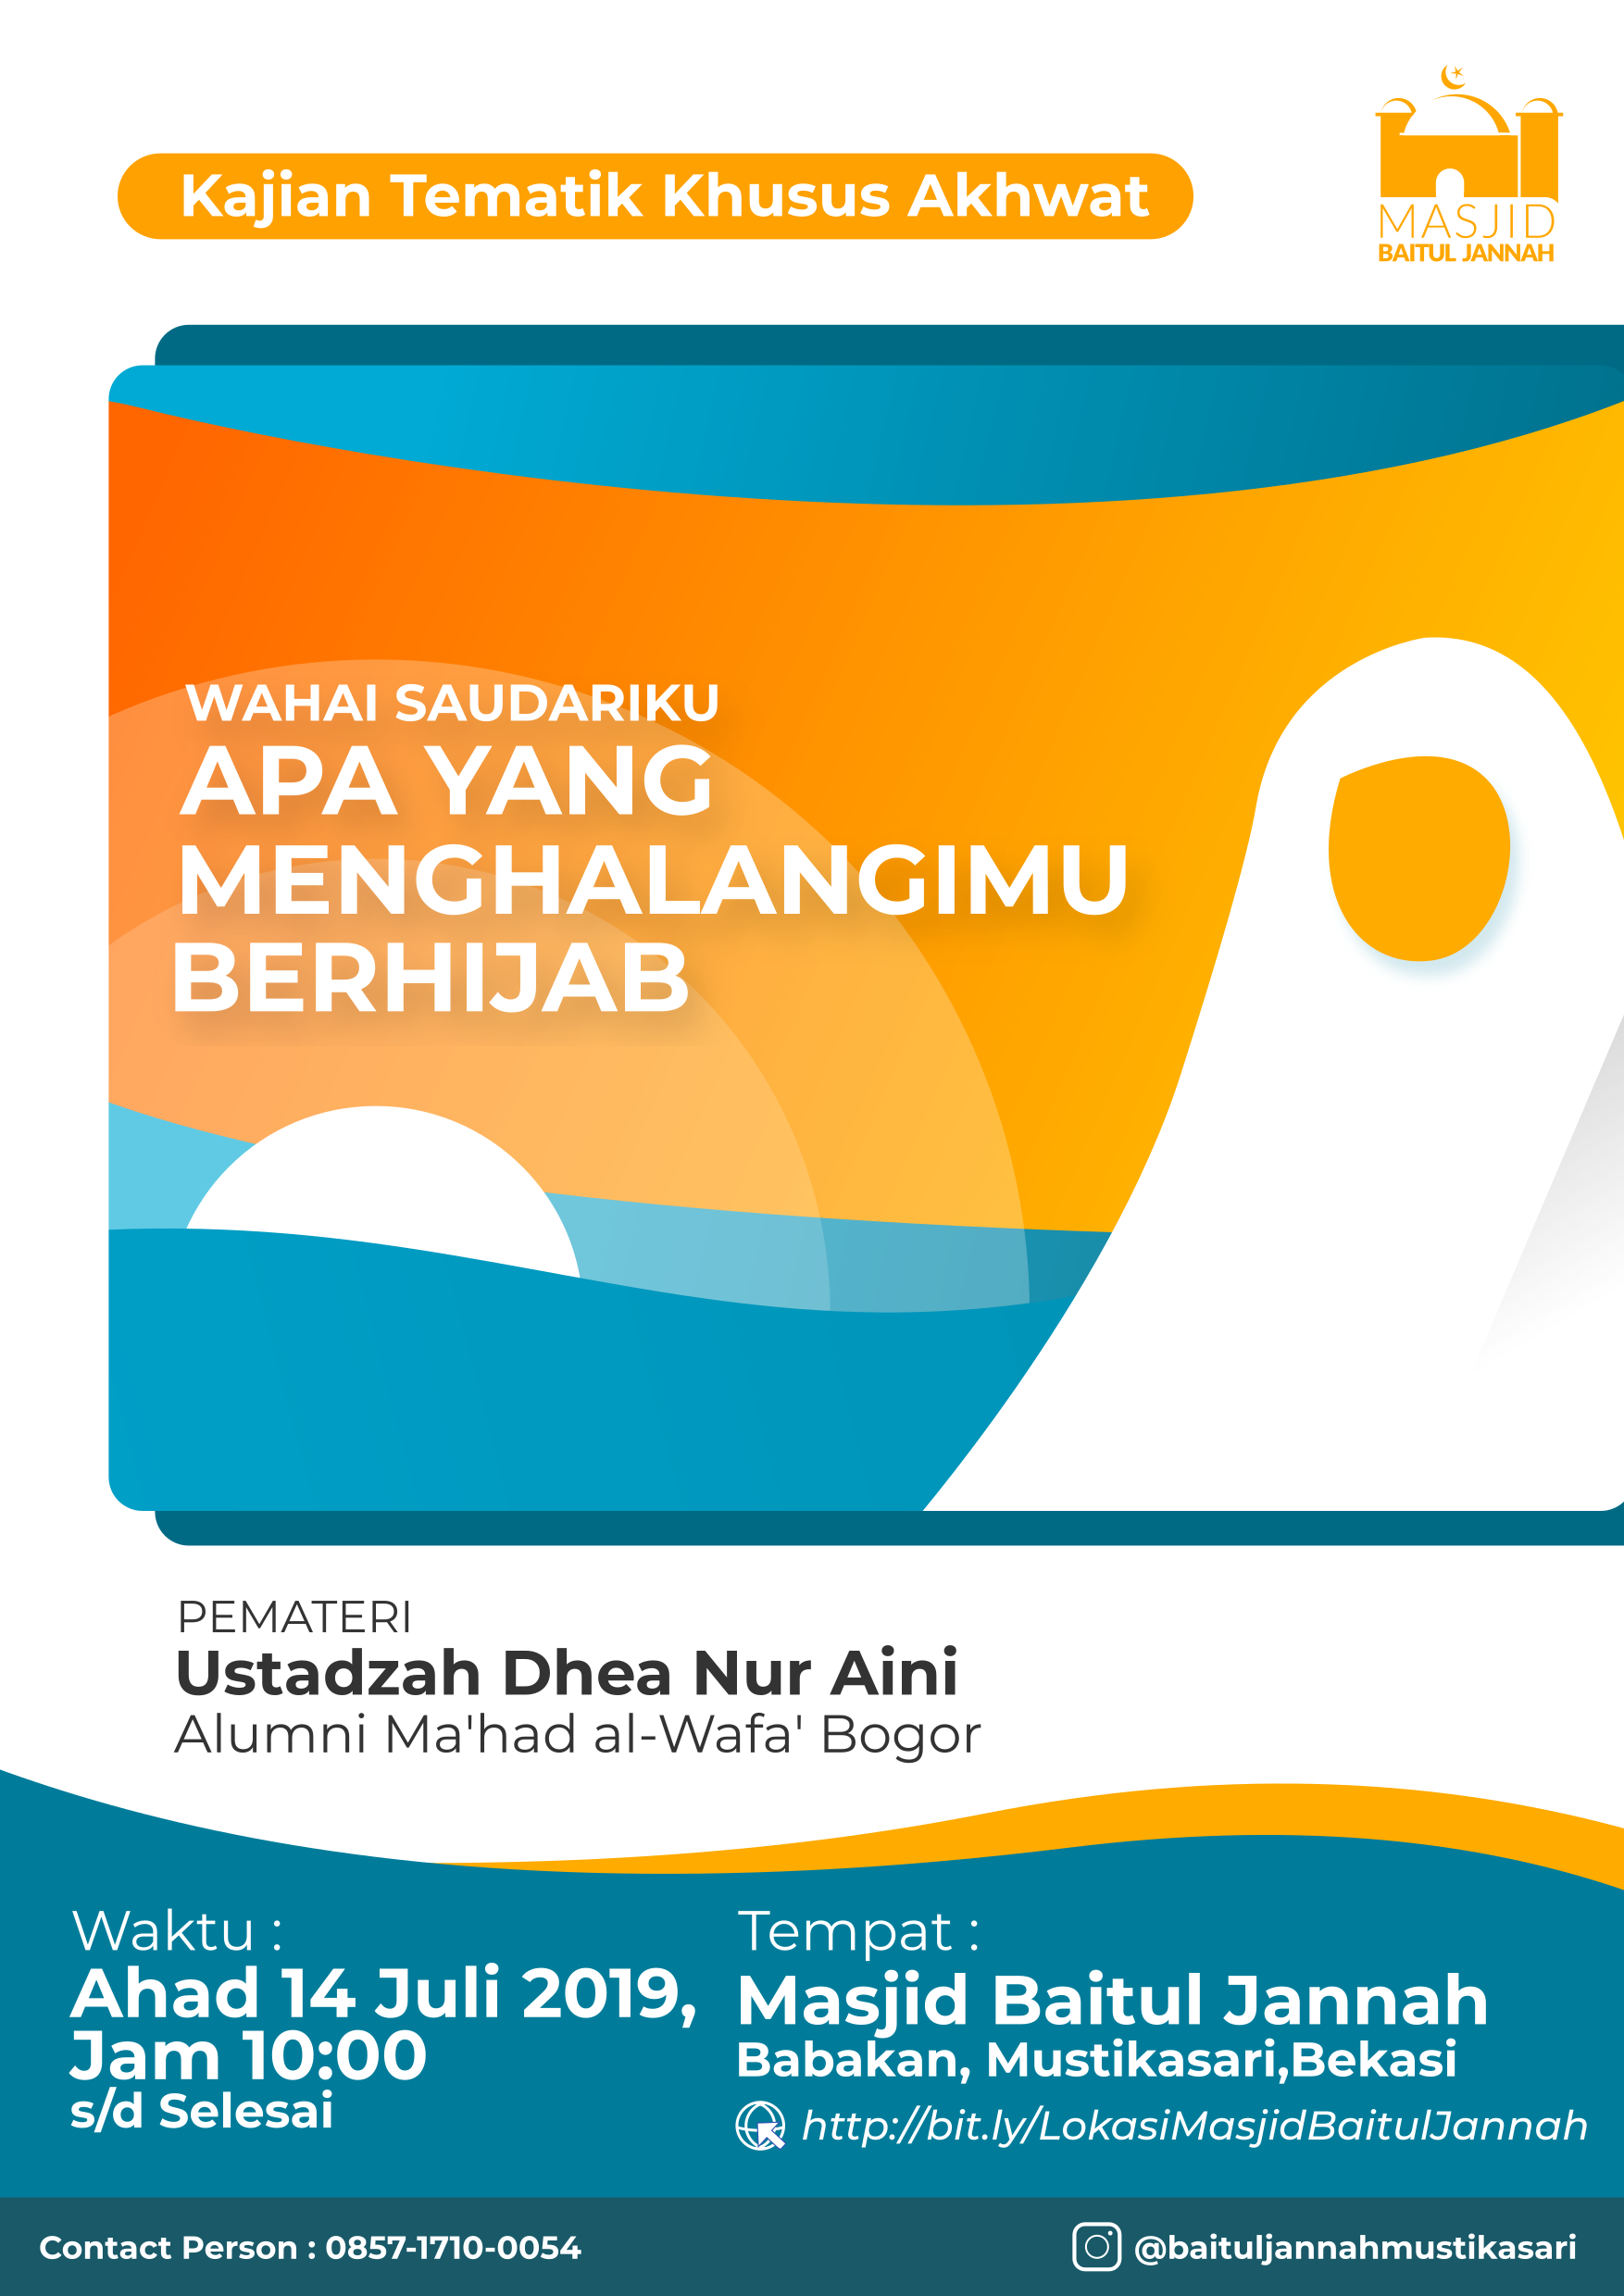 Kajian Tematik Khusus Akhwat
MASJID
BAITUL JANNAH
WAHAI SAUDARIKU
APA YANG
MENGHALANGIMU
BERHIJAB
PEMATERI
Ustadzah Dhea Nur Aini
Alumni Ma'had al-Wafa' Bogor
Waktu :
Ahad 14 Juli 2019,
Jam 10:00
s/d Selesai
Tempat :
Masjid Baitul Jannah
Babakan, Mustikasari,Bekasi
http://bit.ly/LokasiMasjidBaitulJannah
Contact Person : 0857-1710-0054
@baituljannahmustikasari